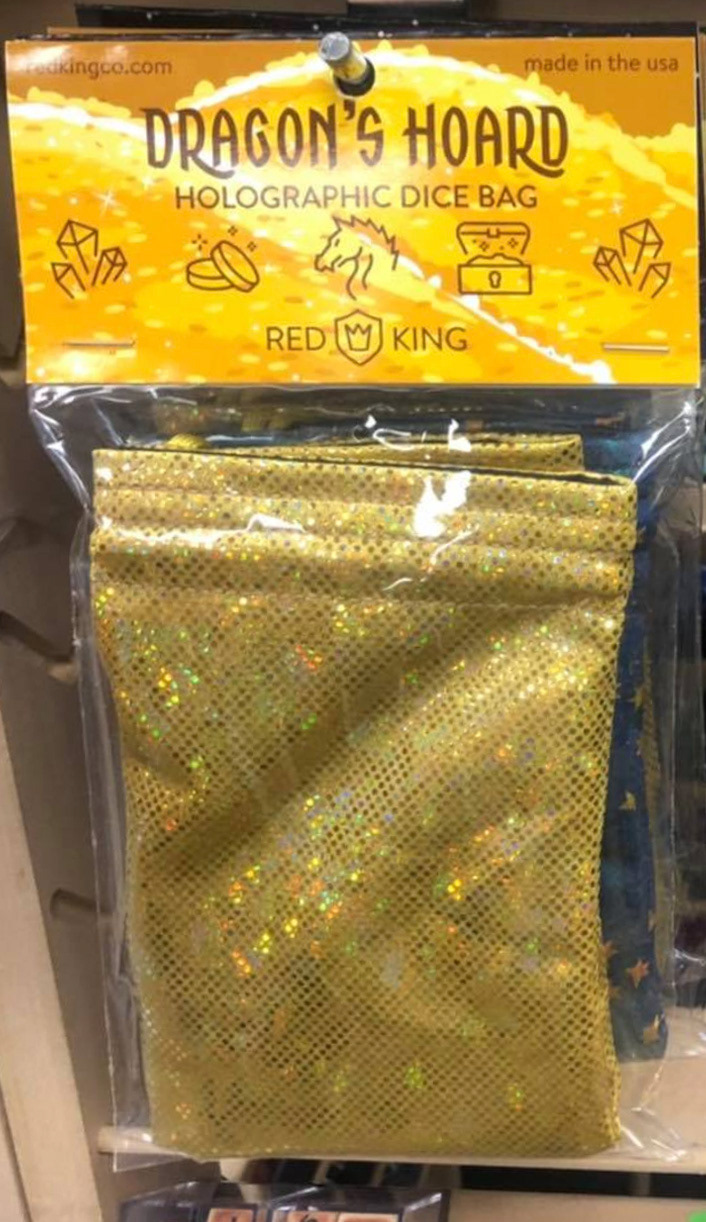 redkingco.com made in the usa
DRAGON'S HOARD
HOLOGRAPHIC DICE BAG
RED KING